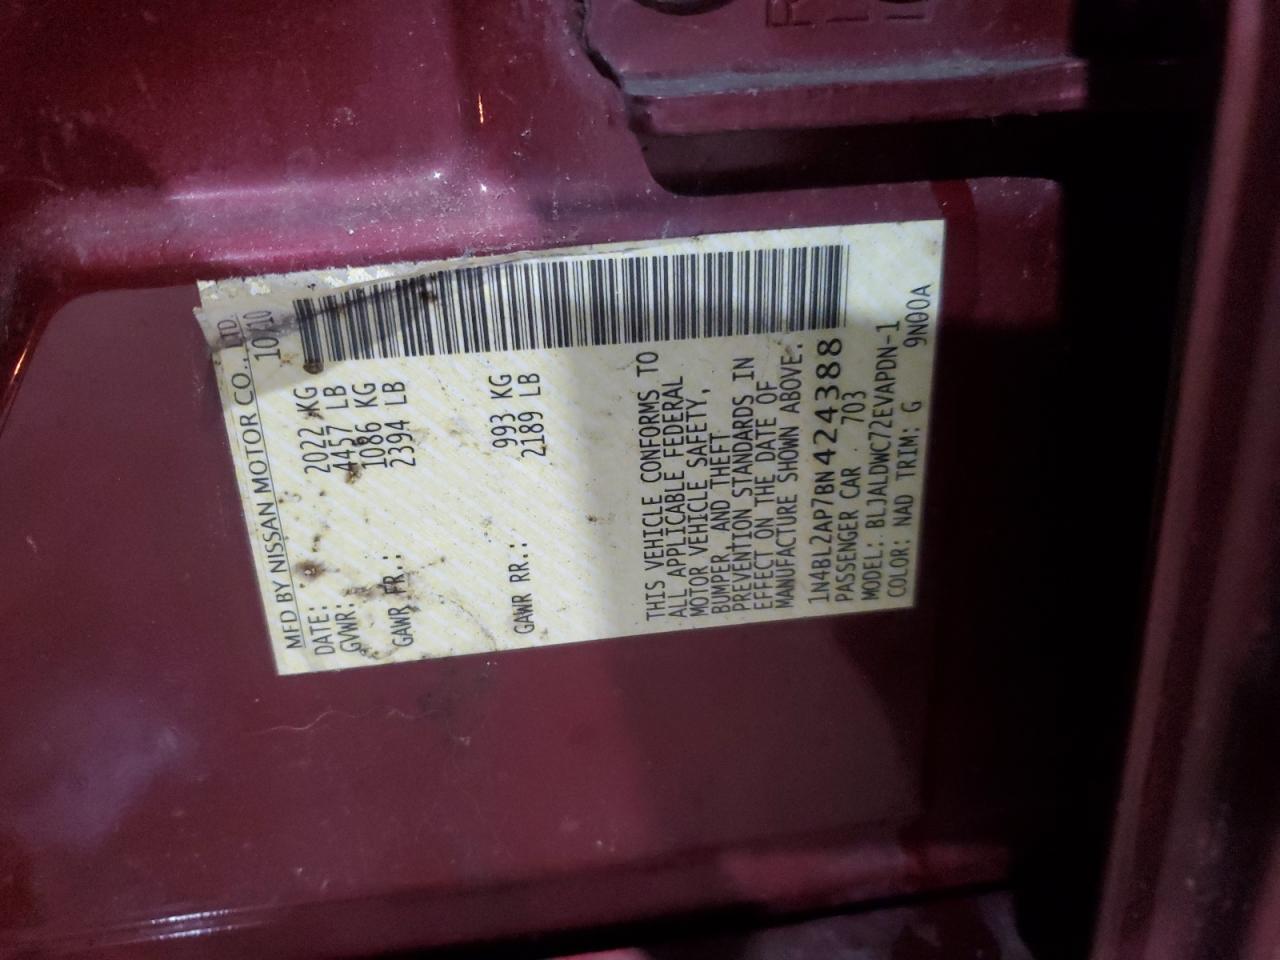 MFD BY NISSAN MOTOR CO., LTD.
DATE: 10/10
GVWR: 2022 KG
4457 LB
GAWR FR.: 1086 KG
2394 LB
GAWR RR.: 993 KG
2189 LB
THIS VEHICLE CONFORMS TO
ALL APPLICABLE FEDERAL
MOTOR VEHICLE SAFETY,
BUMPER, AND THEFT
PREVENTION STANDARDS IN
EFFECT ON THE DATE OF
MANUFACTURE SHOWN ABOVE.
1N4BL2AP7BN424388
PASSENGER CAR 703
MODEL: BLJALDWC72EVAPDN-1
COLOR: NAD TRIM: G 9N00A